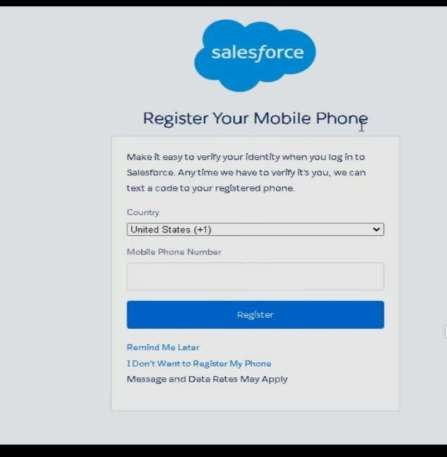 salesforce
Register Your Mobile Phone
Make it easy to verify your identity when you log in to
Salesforce. Any time we have to verify it's you, we can
text a code to your registered phone.
Country
United States (+1)
Mobile Phone Number
Register
Remind Me Later
I Don't Want to Register My Phone
Message and Data Rates May Apply